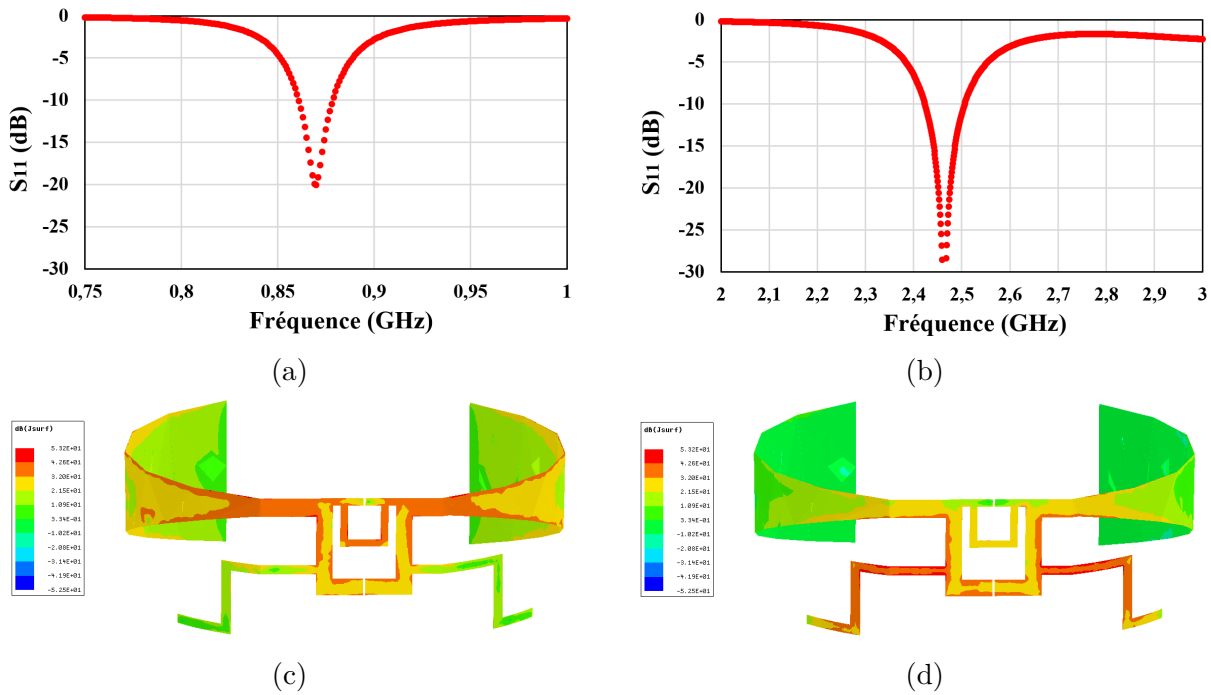 0
-5
-10
-15
-20
-25
-30
S11 (dB)
0,75 0,8 0,85 0,9 0,95 1
Fréquence (GHz)
(a)
0
-5
-10
-15
-20
-25
-30
S11 (dB)
2 2,1 2,2 2,3 2,4 2,5 2,6 2,7 2,8 2,9 3
Fréquence (GHz)
(b)
dB(Jsurf)
5.32E+01
4.26E+01
3.20E+01
2.15E+01
1.09E+01
3.34E-01
-1.02E+01
-2.08E+01
-3.14E+01
-4.19E+01
-5.25E+01
(c)
dB(Jsurf)
5.32E+01
4.26E+01
3.20E+01
2.15E+01
1.09E+01
3.34E-01
-1.02E+01
-2.08E+01
-3.14E+01
-4.19E+01
-5.25E+01
(d)